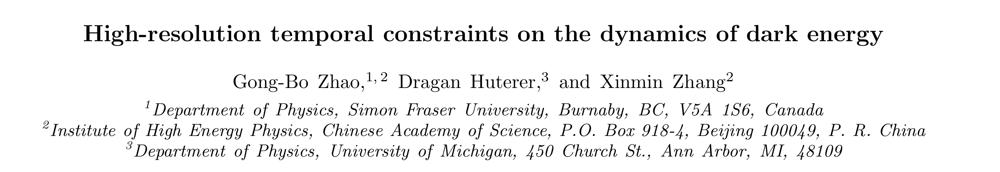 High-resolution temporal constraints on the dynamics of dark energy
Gong-Bo Zhao,1, 2 Dragan Huterer,3 and Xinmin Zhang2
1Department of Physics, Simon Fraser University, Burnaby, BC, V5A 1S6, Canada
2Institute of High Energy Physics, Chinese Academy of Science, P.O. Box 918-4, Beijing 100049, P. R. China
3Department of Physics, University of Michigan, 450 Church St., Ann Arbor, MI, 48109